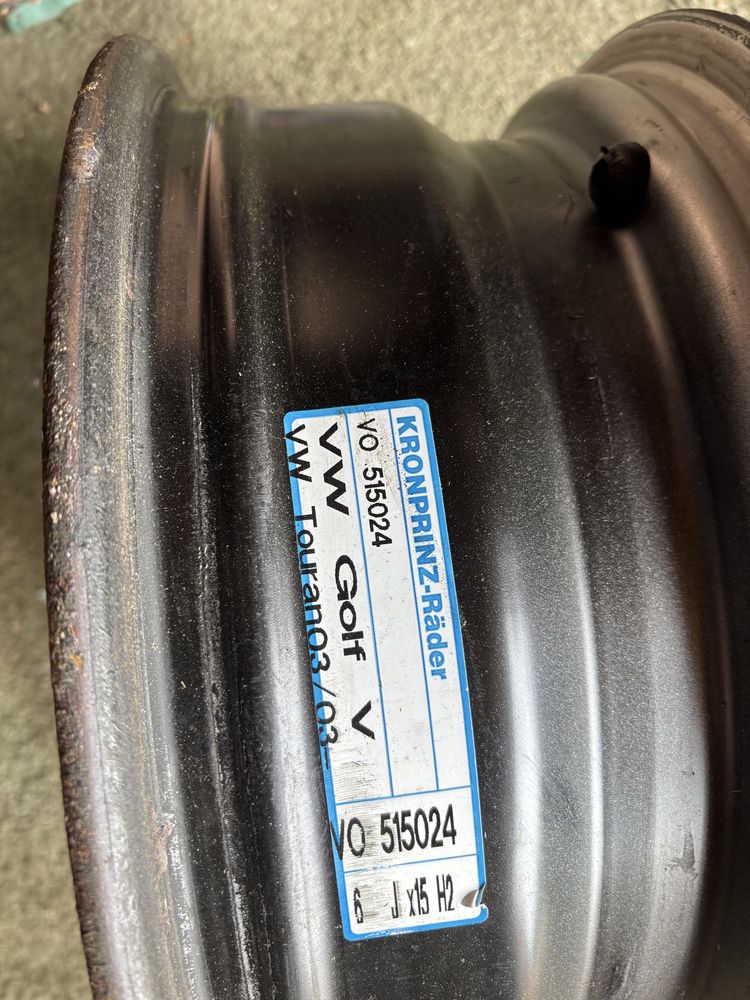 KRONPRINZ-Räder
VO 515024
VW Golf V
VW Touran03/03-
VO 515024
6 J x15 H2